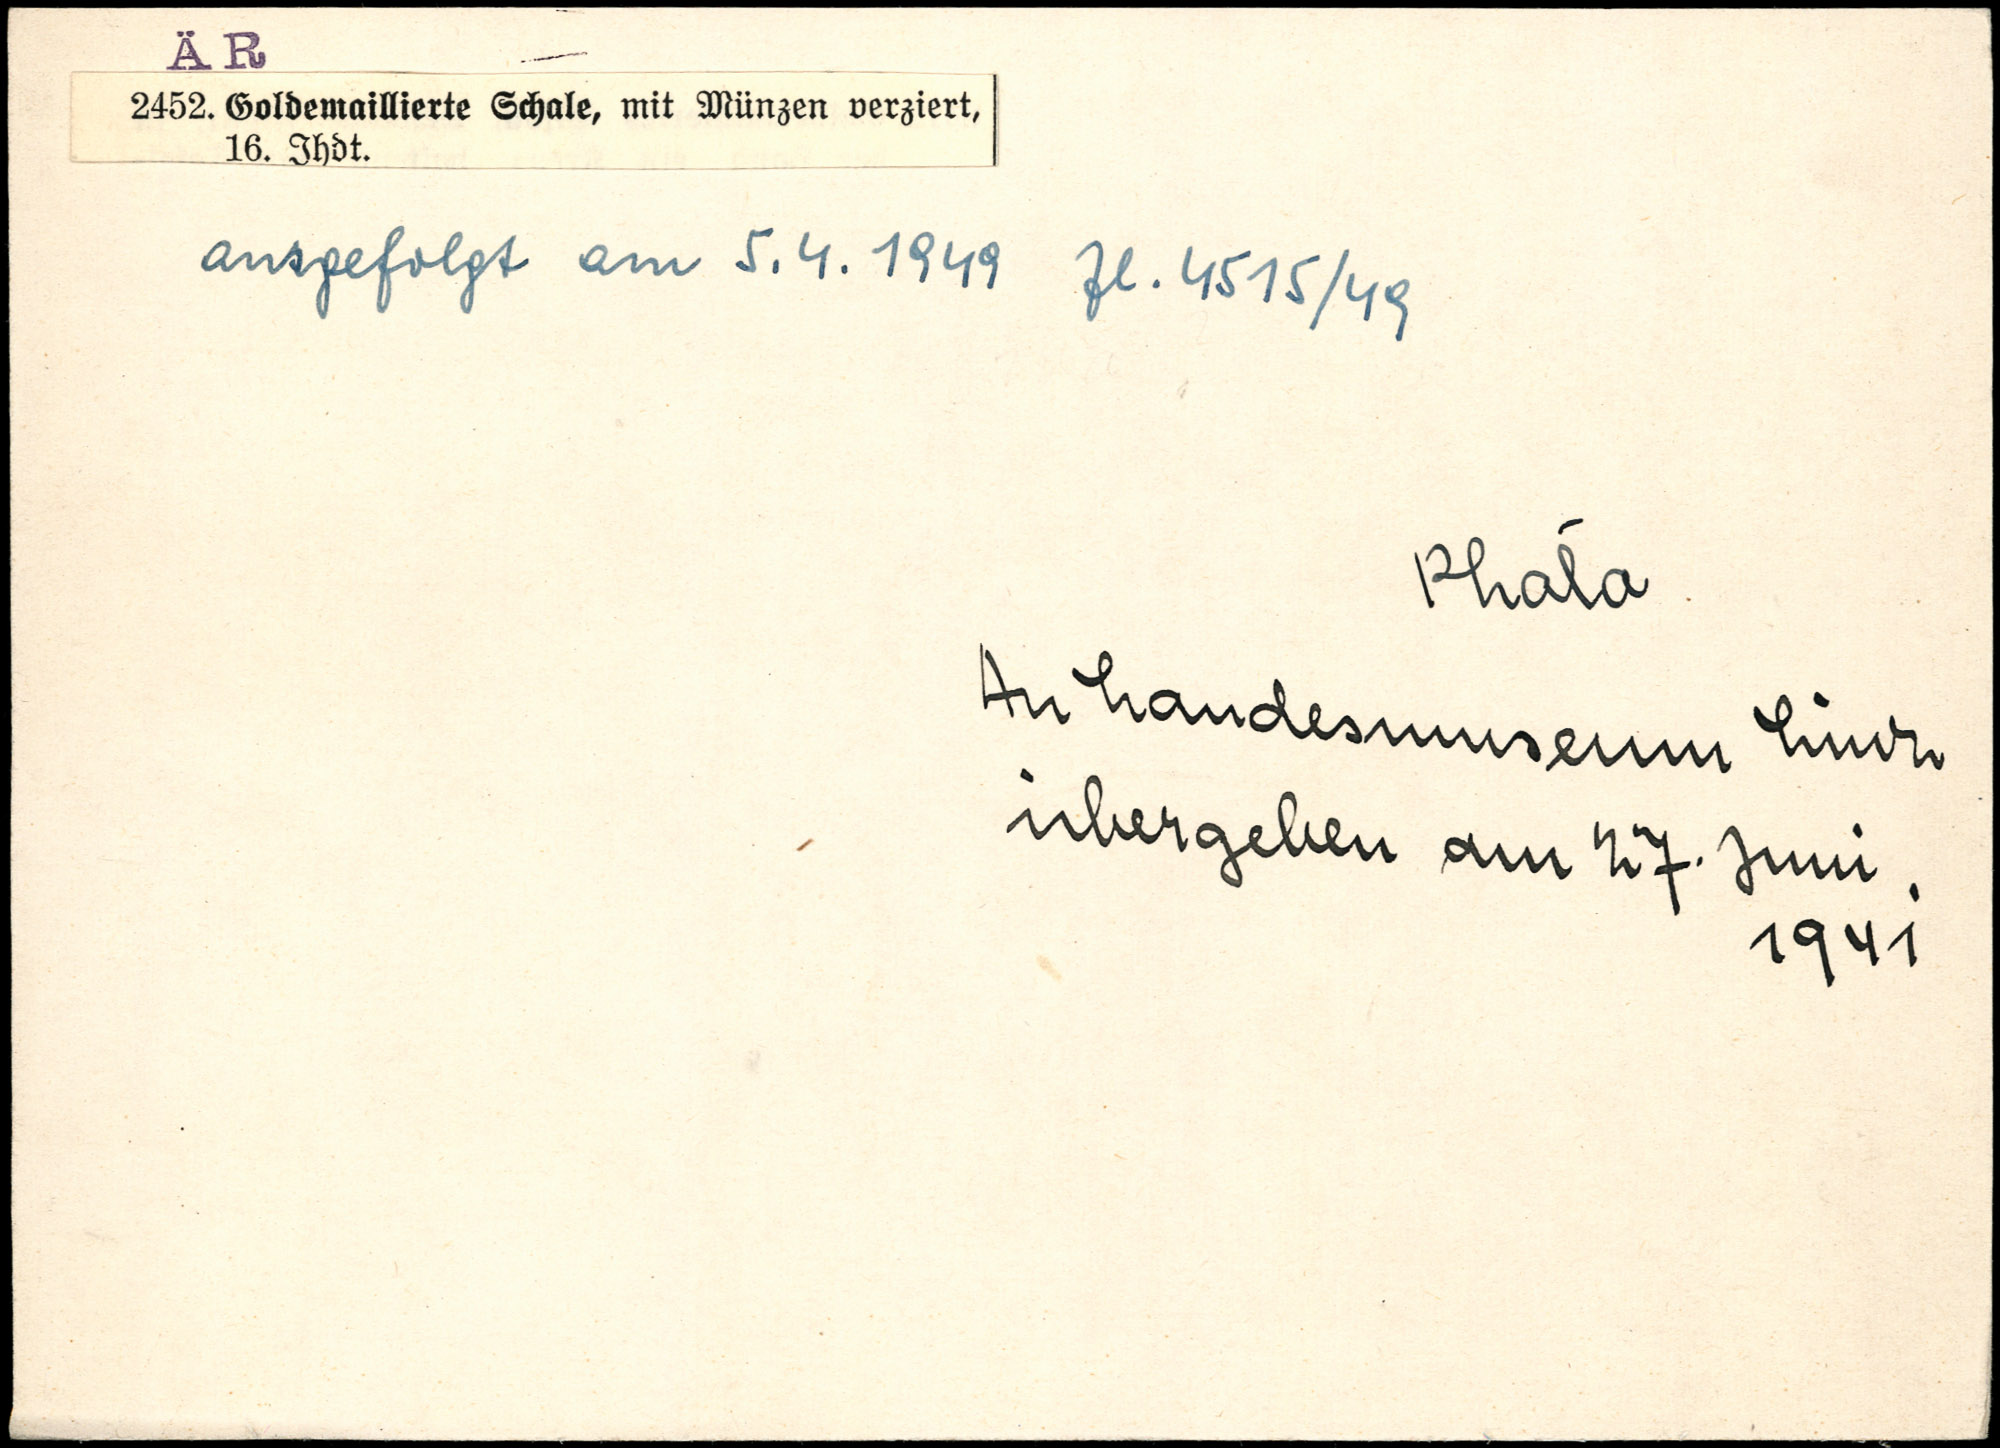 ÄR
2452. Goldemaillierte Schale, mit Münzen verziert,
16. Jhdt.
ausgefolgt am 5.4.1949 Zl. 4515/49
An Landesmuseum Linz
übergeben am 27. Juni
1941